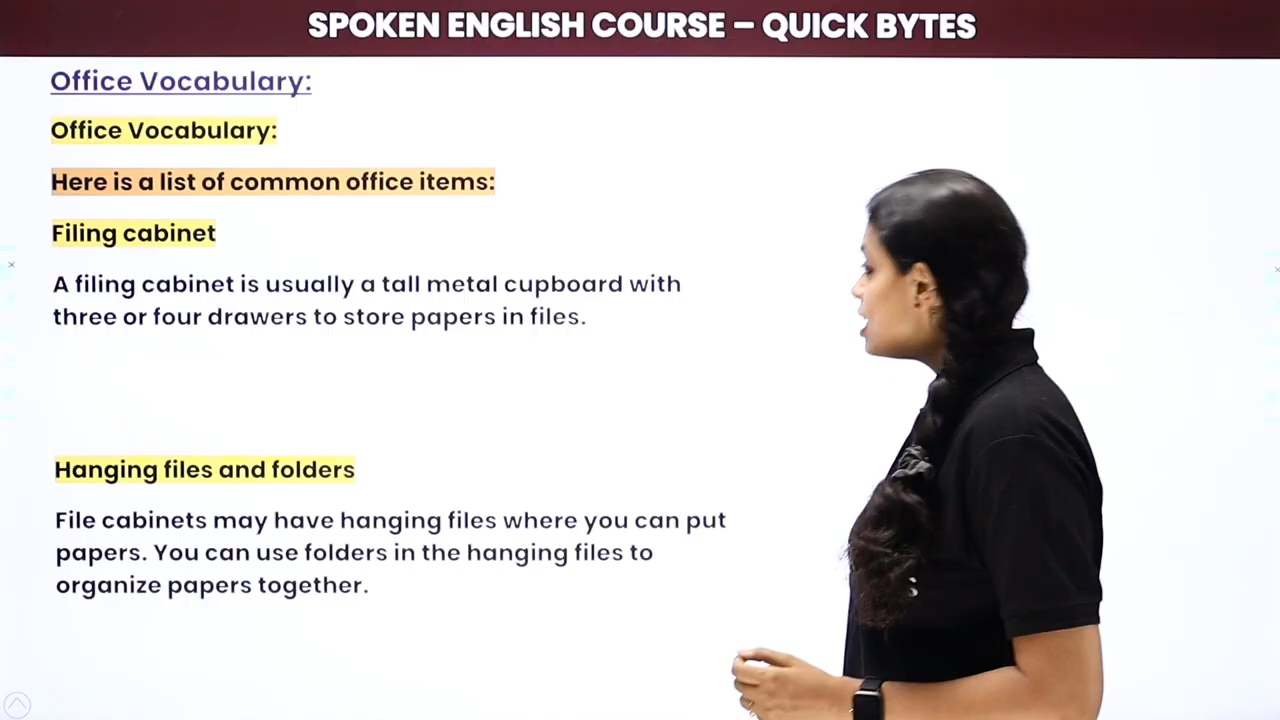 SPOKEN ENGLISH COURSE – QUICK BYTES
Office Vocabulary:
Office Vocabulary:
Here is a list of common office items:
Filing cabinet
A filing cabinet is usually a tall metal cupboard with
three or four drawers to store papers in files.
Hanging files and folders
File cabinets may have hanging files where you can put
papers. You can use folders in the hanging files to
organize papers together.